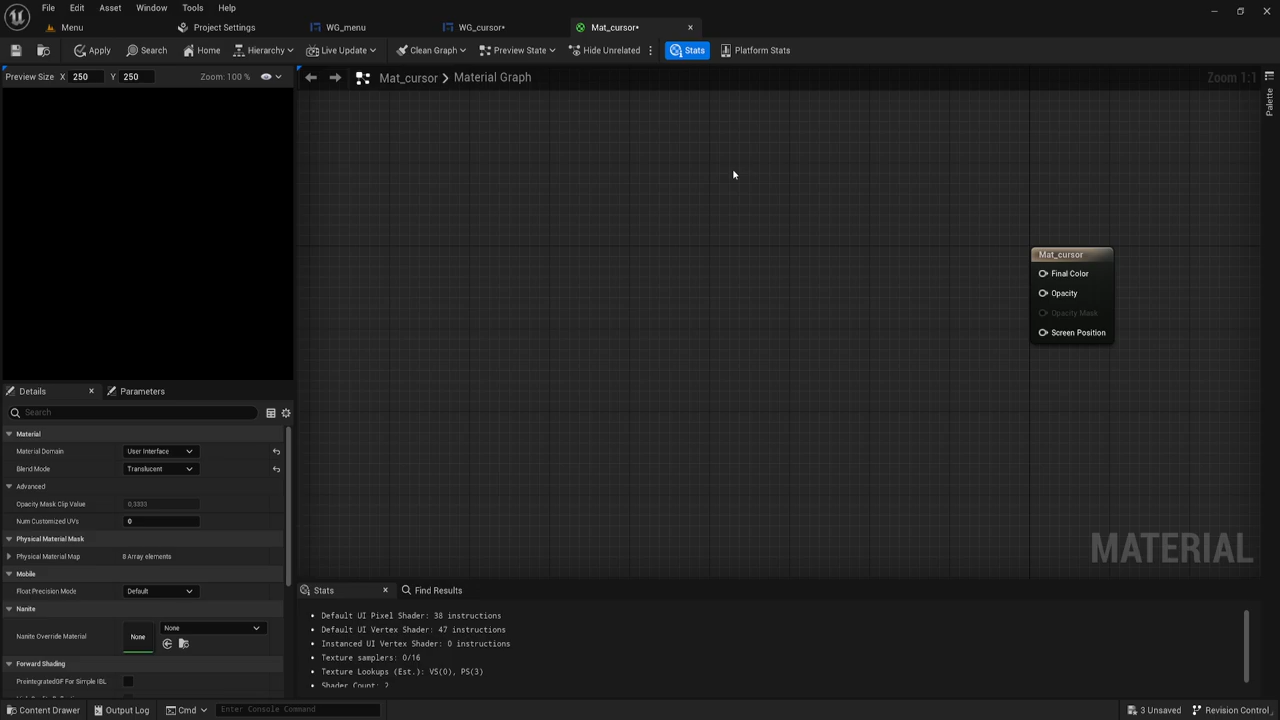 File Edit Asset Window Tools Help
Menu Project Settings WG_menu WG_cursor• Mat_cursor•
Apply Search Home Hierarchy Live Update Clean Graph Preview State Hide Unrelated Stats Platform Stats
Preview Size X 250 Y 250 Zoom: 100 %
Mat_cursor Material Graph Zoom 1:1
Palette
Mat_cursor
Final Color
Opacity
Opacity Mask
Screen Position
MATERIAL
Details Parameters
Search
Material
Material Domain User Interface
Blend Mode Translucent
Advanced
Opacity Mask Clip Value 0,3333
Num Customized UVs 0
Physical Material Mask
Physical Material Map 8 Array elements
Mobile
Float Precision Mode Default
Nanite
Nanite Override Material None None
Forward Shading
PreintegratedGF For Simple IBL
Stats Find Results
• Default UI Pixel Shader: 38 instructions
• Default UI Vertex Shader: 47 instructions
• Instanced UI Vertex Shader: 0 instructions
• Texture samplers: 0/16
• Texture Lookups (Est.): VS(0), PS(3)
• Shader Count: 2
Content Drawer Output Log Cmd Enter Console Command 3 Unsaved Revision Control